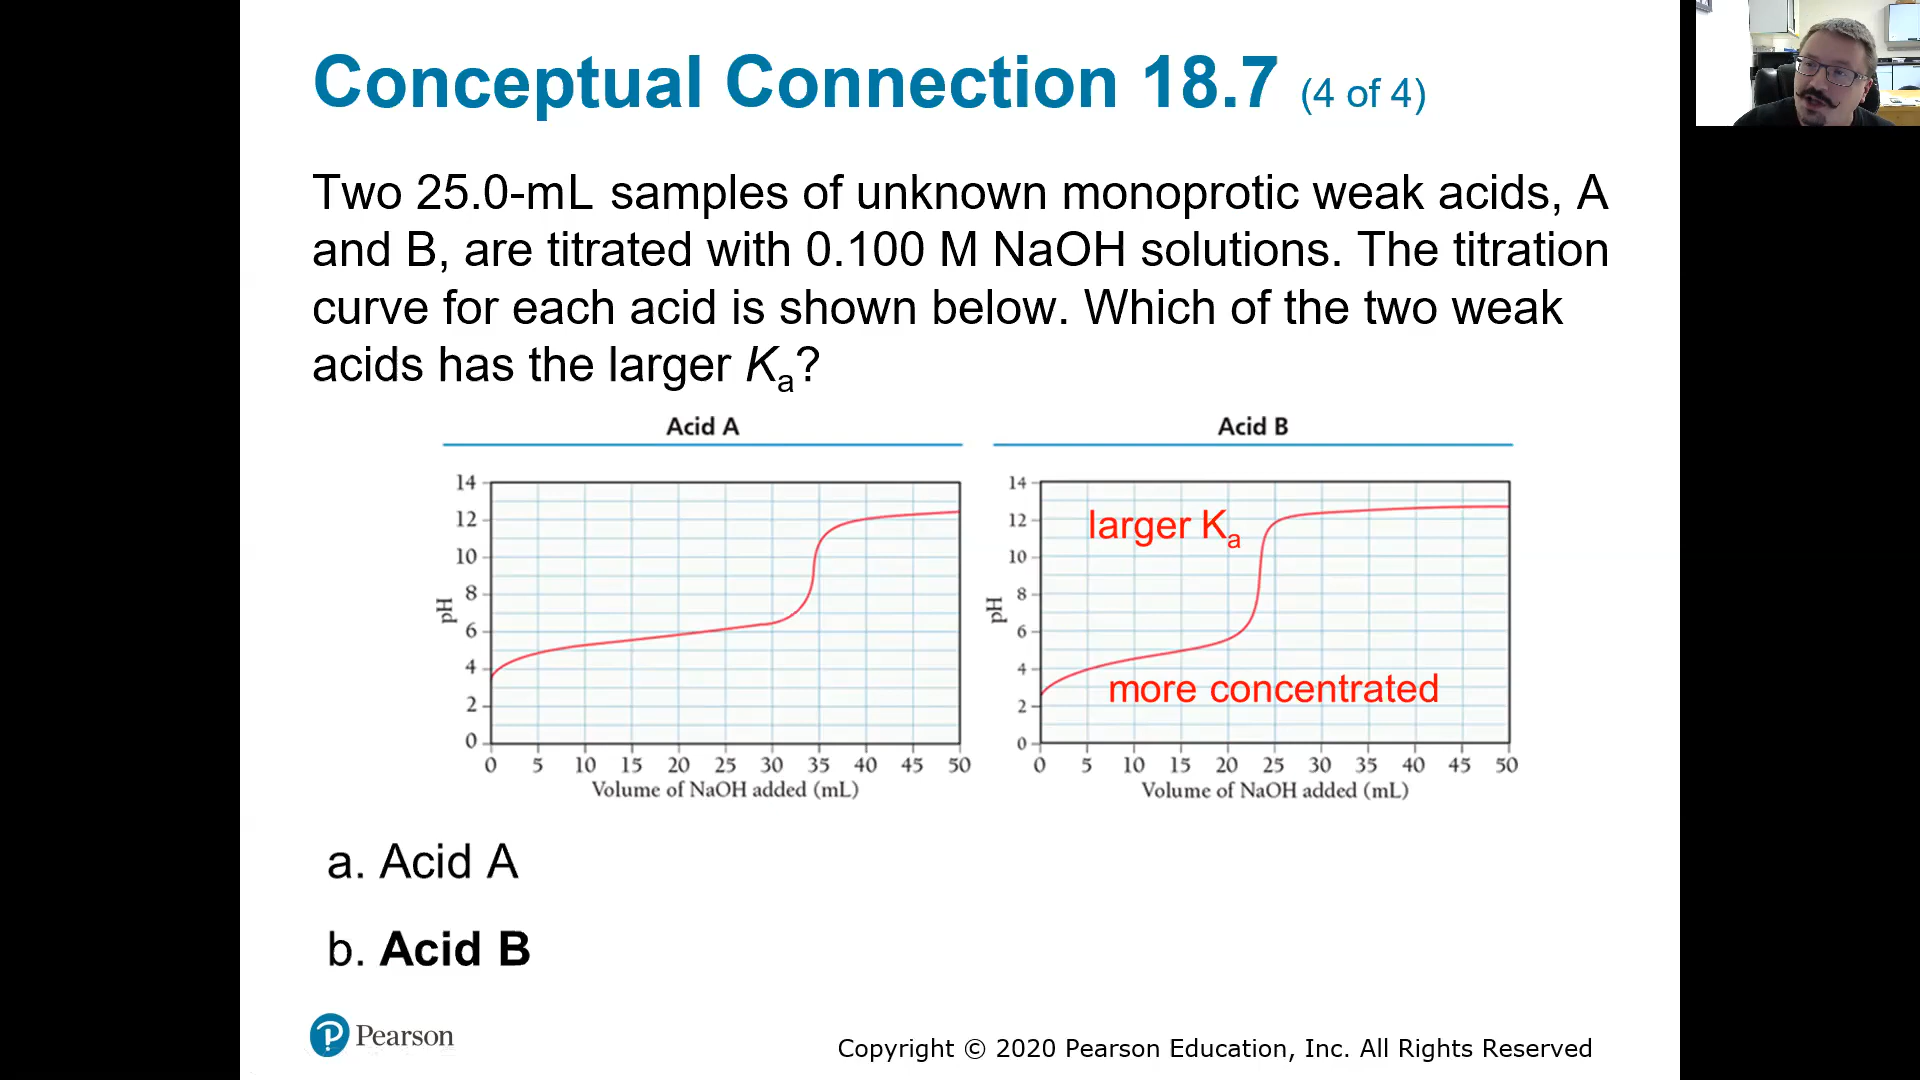 Conceptual Connection 18.7 (4 of 4)
Two 25.0-mL samples of unknown monoprotic weak acids, A
and B, are titrated with 0.100 M NaOH solutions. The titration
curve for each acid is shown below. Which of the two weak
acids has the larger Ka?
Acid A
14
12
10
8
6
4
2
0
pH
0 5 10 15 20 25 30 35 40 45 50
Volume of NaOH added (mL)
Acid B
14
12
10
8
6
4
2
0
pH
larger Ka
more concentrated
0 5 10 15 20 25 30 35 40 45 50
Volume of NaOH added (mL)
a. Acid A
b. Acid B
Pearson
Copyright © 2020 Pearson Education, Inc. All Rights Reserved